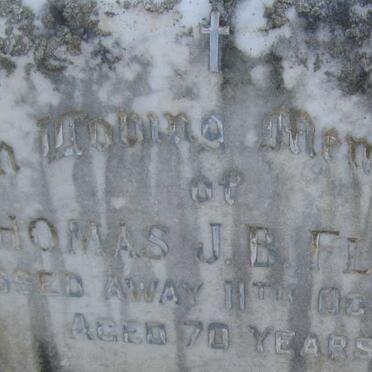 n Loving Mem
of
HOMAS J. B. FL
SSED AWAY 11TH OC
AGED 70 YEARS